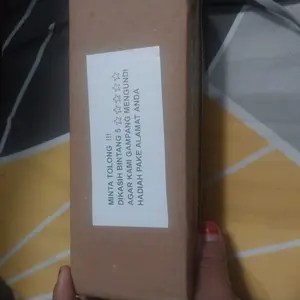 MINTA TOLONG !!!
DIKASIH BINTANG 5 ☆☆☆☆☆
AGAR KAMI GAMPANG MENGUNDI
HADIAH PAKE ALAMAT ANDA